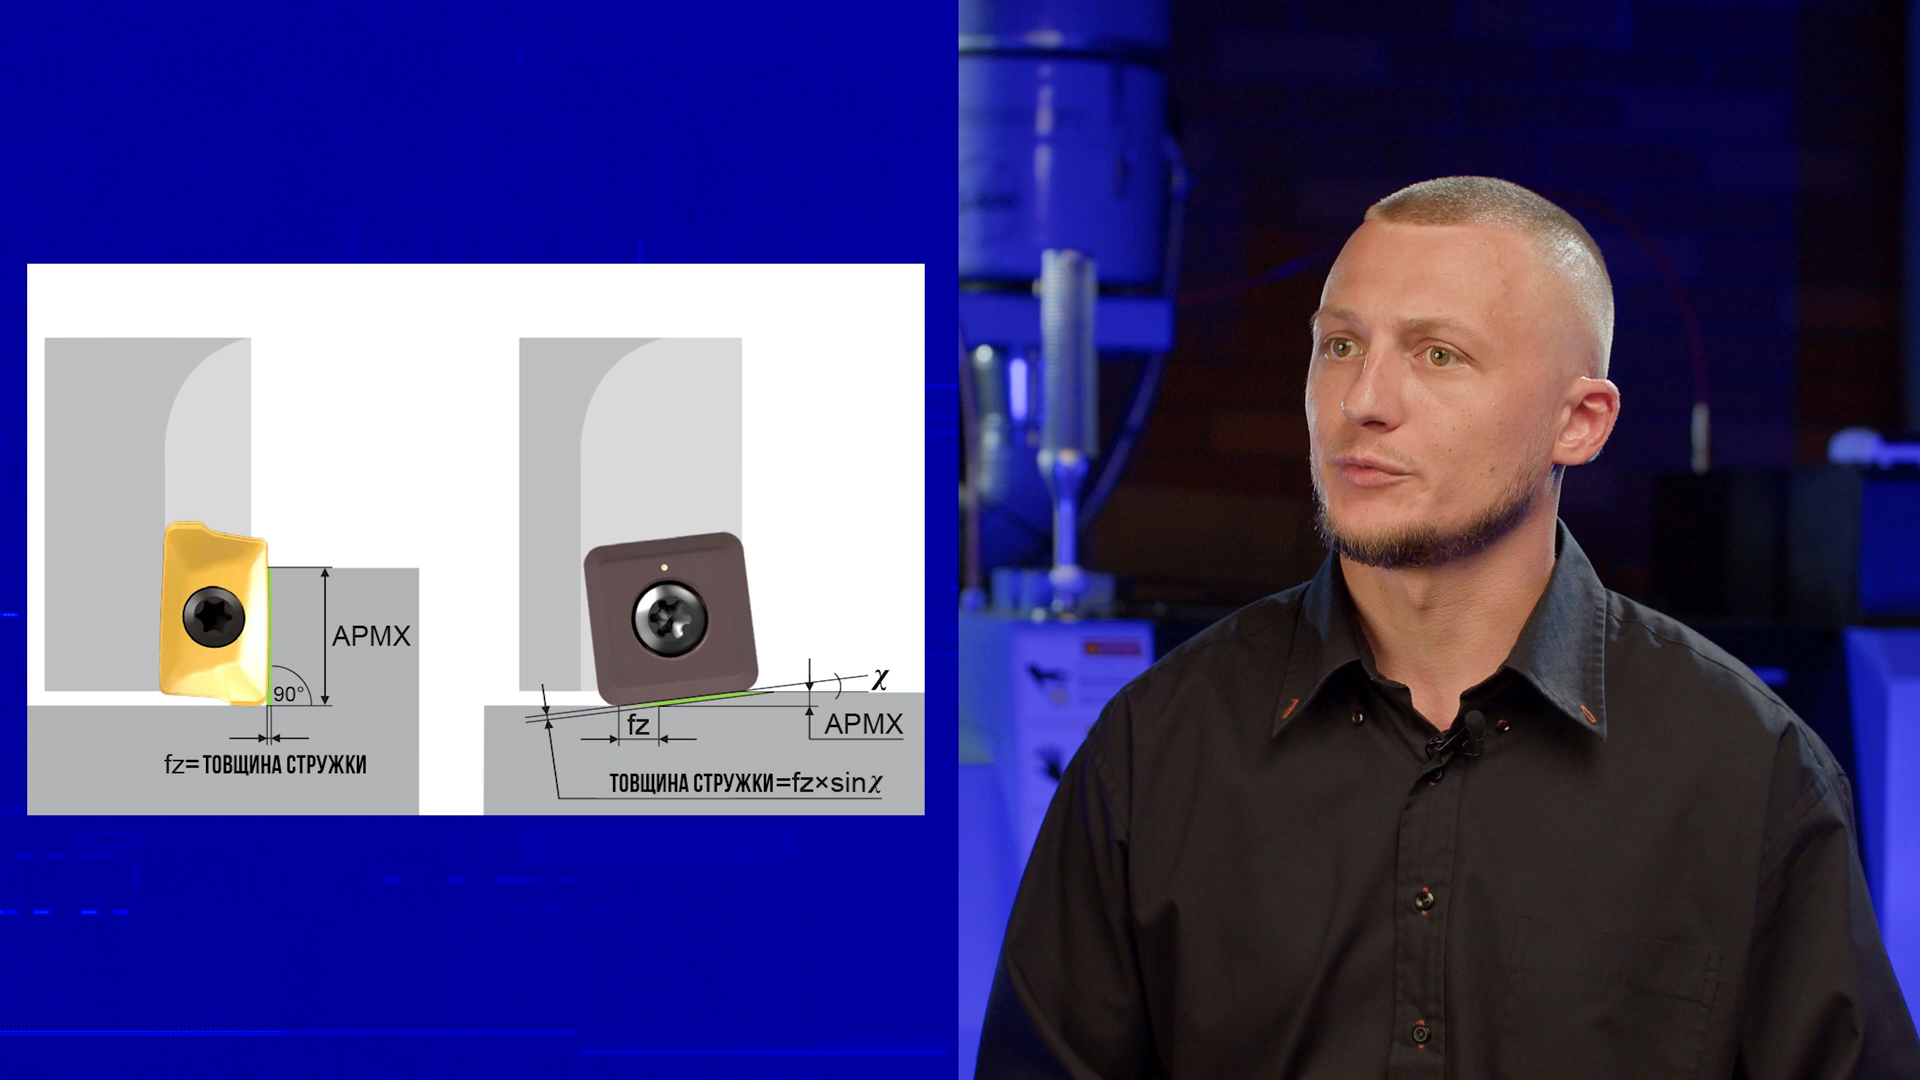 APMX
90°
fz=ТОВЩИНА СТРУЖКИ
χ
fz
APMX
ТОВЩИНА СТРУЖКИ=fz×sinχ